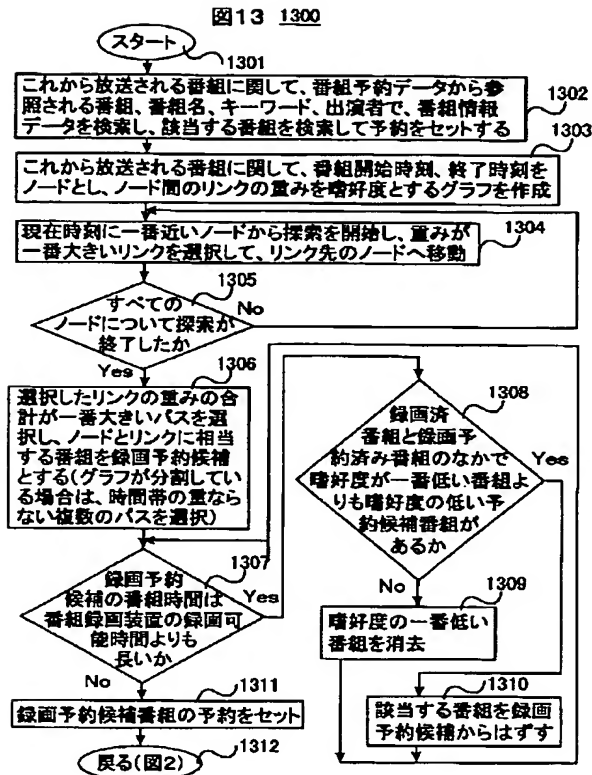 図13 1300
スタート
1301
これから放送される番組に関して、番組予約データから参
照される番組、番組名、キーワード、出演者で、番組情報
データを検索し、該当する番組を検索して予約をセットする
1302
1303
これから放送される番組に関して、番組開始時刻、終了時刻を
ノードとし、ノード間のリンクの重みを嗜好度とするグラフを作成
現在時刻に一番近いノードから探索を開始し、重みが
一番大きいリンクを選択して、リンク先のノードへ移動
1304
1305
すべての
ノードについて探索が
終了したか
No
Yes
1306
選択したリンクの重みの合
計が一番大きいパスを選
択し、ノードとリンクに相当
する番組を録画予約候補
とする(グラフが分割してい
る場合は、時間帯の重なら
ない複数のパスを選択)
1307
録画予約
候補の番組時間は
番組録画装置の録画可
能時間よりも
長いか
Yes
No
1308
録画済
番組と録画予
約済み番組のなかで
嗜好度が一番低い番組よ
りも嗜好度の低い予
約候補番組が
あるか
Yes
No
1309
嗜好度の一番低い
番組を消去
1310
該当する番組を録画
予約候補からはずす
1311
録画予約候補番組の予約をセット
1312
戻る(図2)